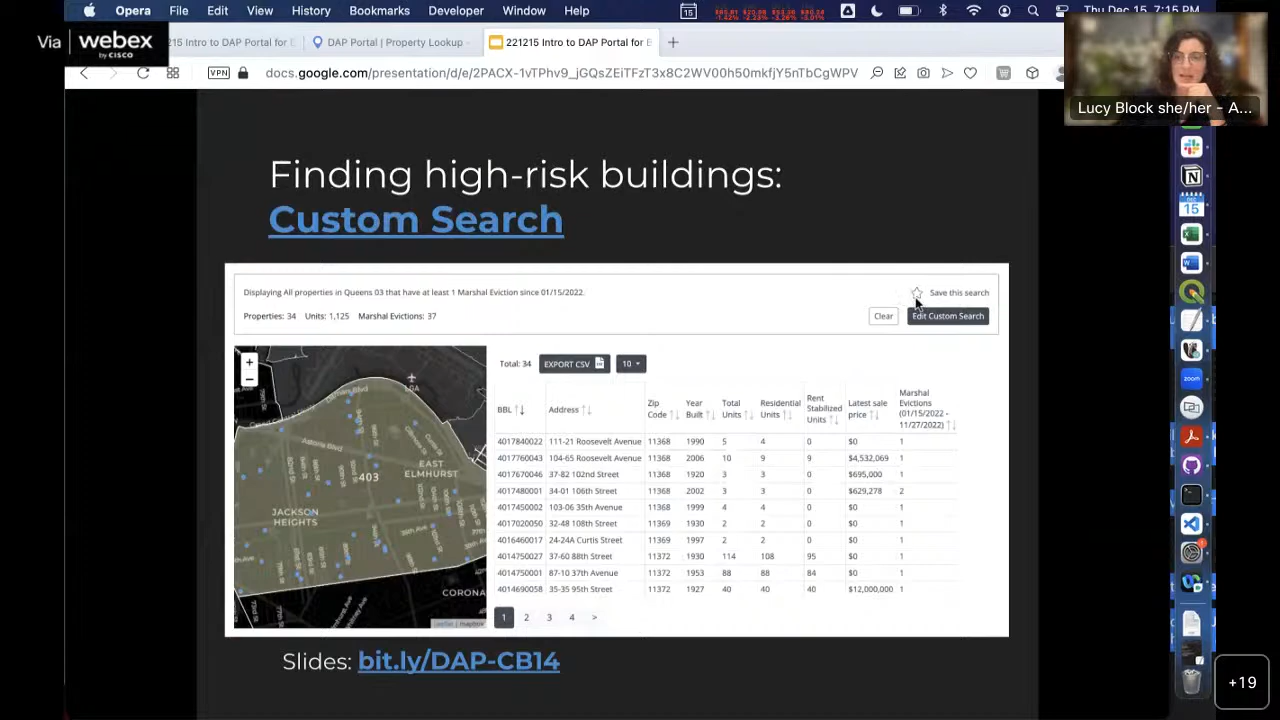 Opera File Edit View History Bookmarks Developer Window Help
15
Thu Dec 15 7:15 PM
Via webex
by CISCO
215 Intro to DAP Portal for E
DAP Portal | Property Lookup
221215 Intro to DAP Portal for B
VPN
docs.google.com/presentation/d/e/2PACX-1vTPhv9_jGQsZEiTFzT3x8C2WV00h50mkfjY5nTbCgWPV
Lucy Block she/her - A...
Finding high-risk buildings:
Custom Search
Displaying All properties in Queens 03 that have at least 1 Marshal Eviction since 01/15/2022.
Save this search
Properties: 34 Units: 1,125 Marshal Evictions: 37
Clear
Edit Custom Search
+
−
LGA
Astoria Blvd
EAST
ELMHURST
403
JACKSON
HEIGHTS
CORONA
Leaflet | mapbox
Total: 34
EXPORT CSV
10
BBL Address Zip Code Year Built Total Units Residential Units Rent Stabilized Units Latest sale price Marshal Evictions (01/15/2022 - 11/27/2022)
4017840022 111-21 Roosevelt Avenue 11368 1990 5 4 0 $0 1
4017760043 104-65 Roosevelt Avenue 11368 2006 10 9 9 $4,532,069 1
4017670046 37-82 102nd Street 11368 1920 3 3 0 $695,000 1
4017480001 34-01 106th Street 11368 2002 3 3 0 $629,278 2
4017450002 103-06 35th Avenue 11368 1999 4 4 0 $0 1
4017020050 32-48 108th Street 11369 1930 2 2 0 $0 1
4016460017 24-24A Curtis Street 11369 1997 2 2 0 $0 1
4014750027 37-60 88th Street 11372 1930 114 108 95 $0 1
4014750001 87-10 37th Avenue 11372 1953 88 88 84 $0 1
4014690058 35-35 95th Street 11372 1927 40 40 40 $12,000,000 1
1 2 3 4 >
Slides: bit.ly/DAP-CB14
DEC
15
zoom
+19